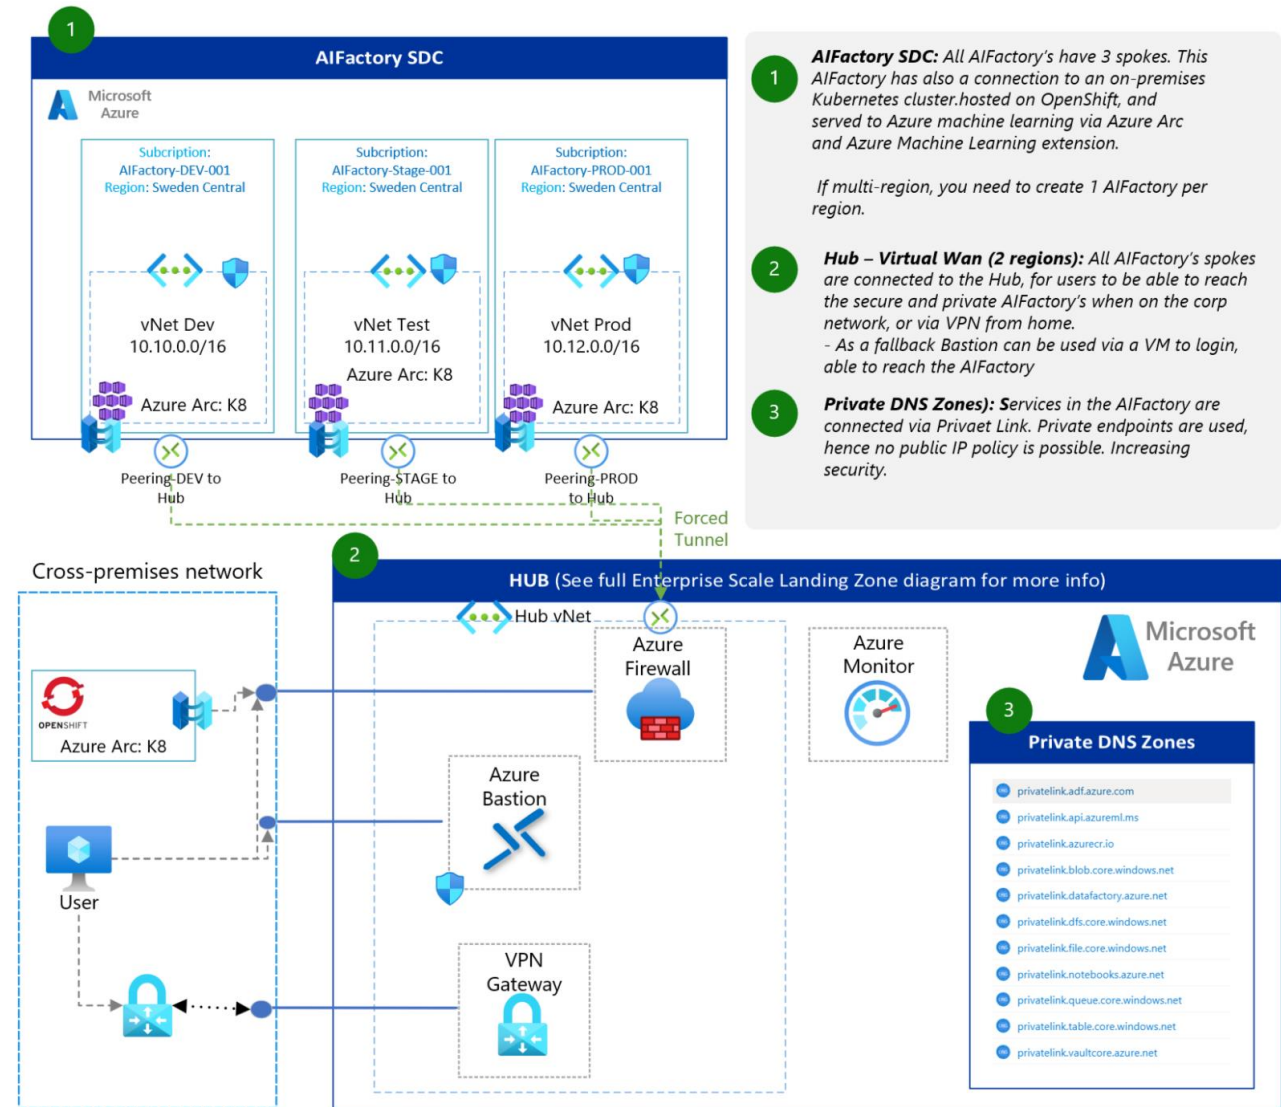 1
AIFactory SDC
Microsoft
Azure
Subcription:
AIFactory-DEV-001
Region: Sweden Central
vNet Dev
10.10.0.0/16
Azure Arc: K8
Subcription:
AIFactory-Stage-001
Region: Sweden Central
vNet Test
10.11.0.0/16
Azure Arc: K8
Subcription:
AIFactory-PROD-001
Region: Sweden Central
vNet Prod
10.12.0.0/16
Azure Arc: K8
Peering-DEV to
Hub
Peering-STAGE to
Hub
Peering-PROD
to Hub
Forced
Tunnel
1
AIFactory SDC: All AIFactory's have 3 spokes. This
AIFactory has also a connection to an on-premises
Kubernetes cluster.hosted on OpenShift, and
served to Azure machine learning via Azure Arc
and Azure Machine Learning extension.
If multi-region, you need to create 1 AIFactory per
region.
2
Hub – Virtual Wan (2 regions): All AIFactory's spokes
are connected to the Hub, for users to be able to reach
the secure and private AIFactory's when on the corp
network, or via VPN from home.
- As a fallback Bastion can be used via a VM to login,
able to reach the AIFactory
3
Private DNS Zones): Services in the AIFactory are
connected via Privaet Link. Private endpoints are used,
hence no public IP policy is possible. Increasing
security.
Cross-premises network
OPENSHIFT
Azure Arc: K8
User
2
HUB (See full Enterprise Scale Landing Zone diagram for more info)
Hub vNet
Azure
Firewall
Azure
Monitor
Microsoft
Azure
Azure
Bastion
VPN
Gateway
3
Private DNS Zones
privatelink.adf.azure.com
privatelink.api.azureml.ms
privatelink.azurecr.io
privatelink.blob.core.windows.net
privatelink.datafactory.azure.net
privatelink.dfs.core.windows.net
privatelink.file.core.windows.net
privatelink.notebooks.azure.net
privatelink.queue.core.windows.net
privatelink.table.core.windows.net
privatelink.vaultcore.azure.net